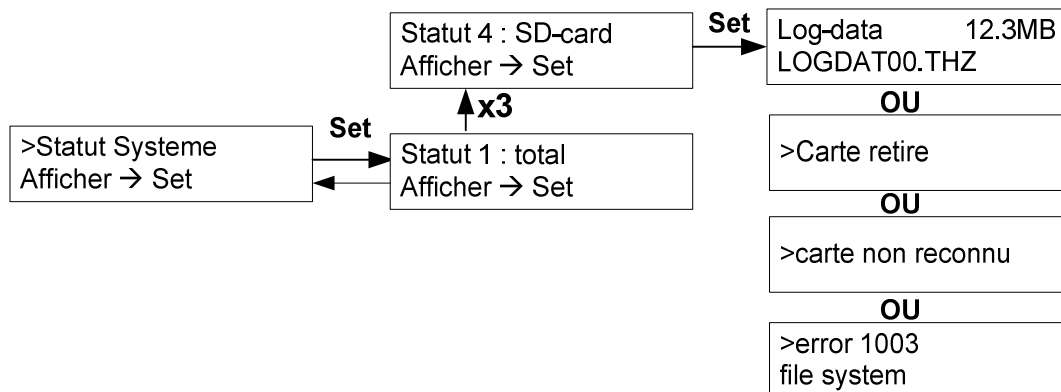 Statut 4 : SD-card
Afficher → Set
Set
Log-data 12.3MB
LOGDAT00.THZ
OU
x3
>Statut Systeme
Afficher → Set
Set
Statut 1 : total
Afficher → Set
>Carte retire
OU
>carte non reconnu
OU
>error 1003
file system